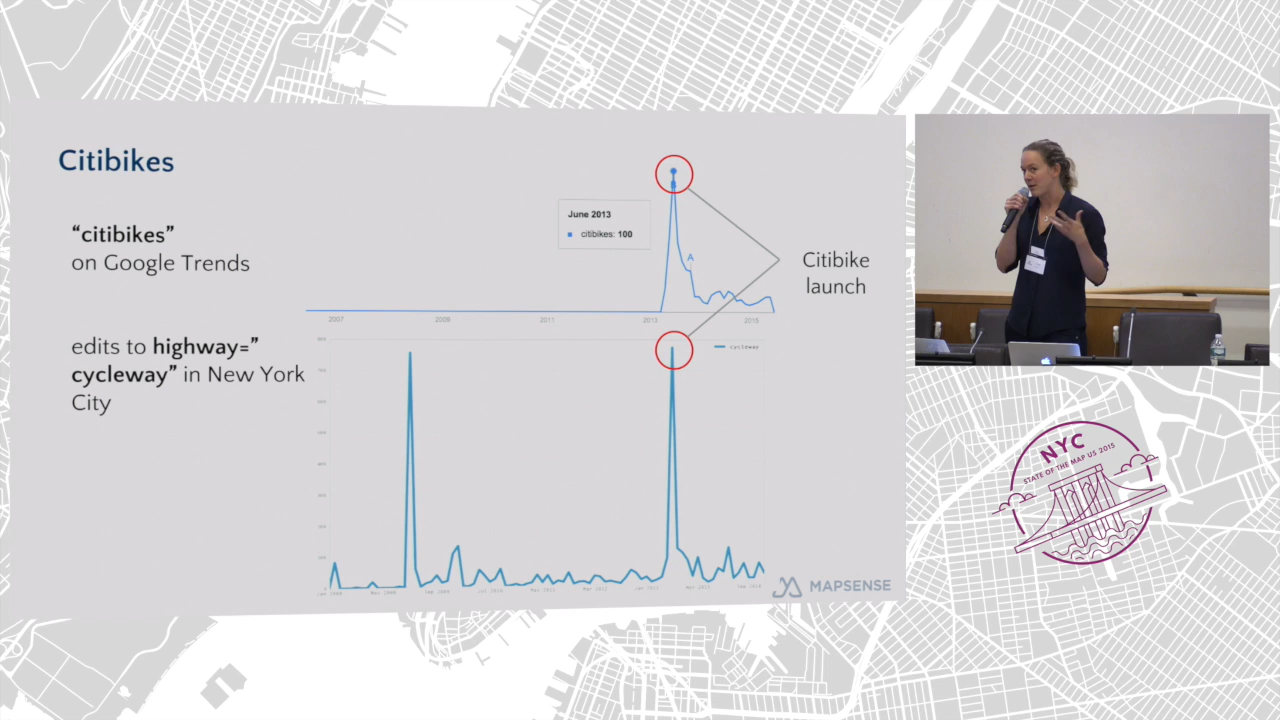 Citibikes
“citibikes”
on Google Trends
June 2013
citibikes: 100
A
Citibike
launch
2007
2009
2011
2013
2015
edits to highway=”
cycleway” in New York
City
cycleway
MAPSENSE
NYC
STATE OF THE MAP US 2015